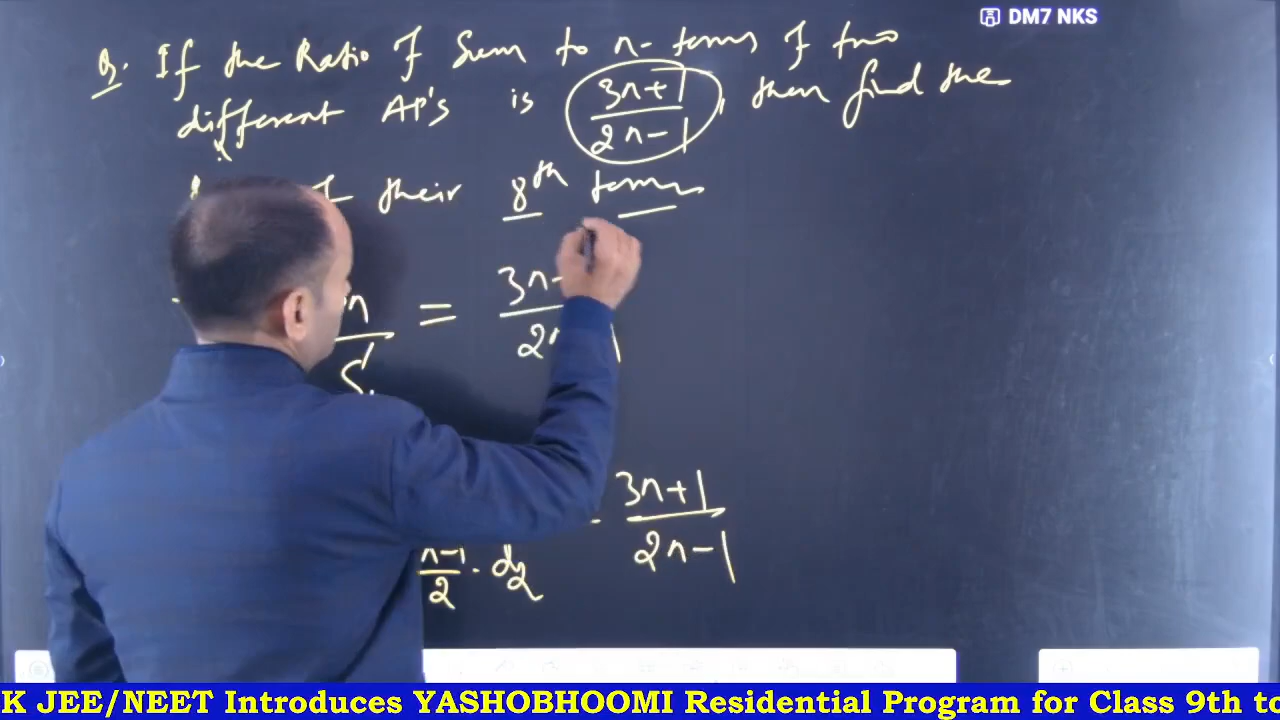 DM7 NKS
Q. If the Ratio of Sum to n-terms of two
different AP's is 3n+1/2n-1, then find the
their 8th terms
n/S' = 3n/2n 1
n-1/2 . d2 3n+1/2n-1
K JEE/NEET Introduces YASHOBHOOMI Residential Program for Class 9th to